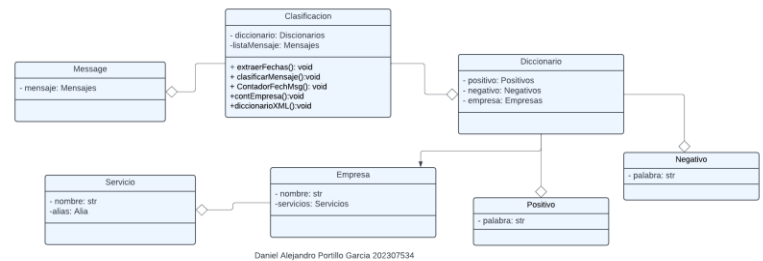 Clasificacion
- diccionario: Discionarios
-listaMensaje: Mensajes
+ extraerFechas(): void
+ clasificarMensaje():void
+ ContadorFechMsg(): void
+contEmpresa():void
+diccionarioXML():void
Message
- mensaje: Mensajes
Diccionario
- positivo: Positivos
- negativo: Negativos
- empresa: Empresas
Negativo
- palabra: str
Empresa
- nombre: str
-servicios: Servicios
Servicio
- nombre: str
-alias: Alia
Positivo
- palabra: str
Daniel Alejandro Portillo Garcia 202307534